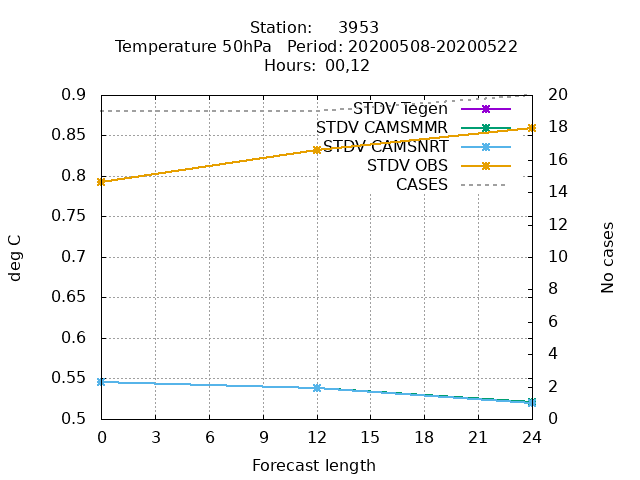 Station: 3953
Temperature 50hPa Period: 20200508-20200522
Hours: 00,12
0.9
0.85
0.8
0.75
0.7
0.65
0.6
0.55
0.5
deg C
STDV Tegen
STDV CAMSMMR
STDV CAMSNRT
STDV OBS
CASES
20
18
16
14
12
10
8
6
4
2
0
No cases
0 3 6 9 12 15 18 21 24
Forecast length